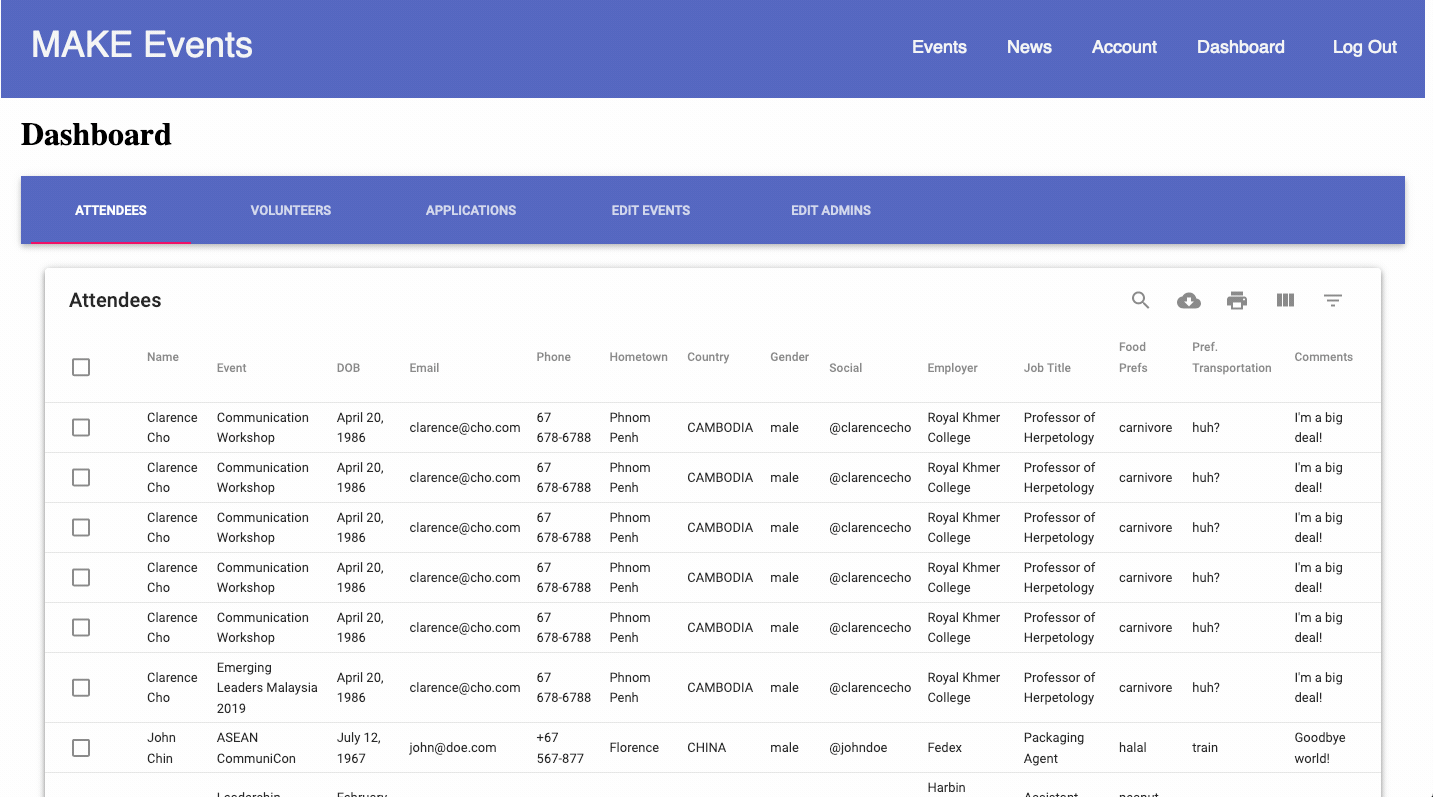 MAKE Events
Events News Account Dashboard Log Out
Dashboard
ATTENDEES VOLUNTEERS APPLICATIONS EDIT EVENTS EDIT ADMINS
Attendees
Name Event DOB Email Phone Hometown Country Gender Social Employer Job Title Food Prefs Pref. Transportation Comments
Clarence Cho Communication Workshop April 20, 1986 clarence@cho.com 67 678-6788 Phnom Penh CAMBODIA male @clarencecho Royal Khmer College Professor of Herpetology carnivore huh? I'm a big deal!
Clarence Cho Communication Workshop April 20, 1986 clarence@cho.com 67 678-6788 Phnom Penh CAMBODIA male @clarencecho Royal Khmer College Professor of Herpetology carnivore huh? I'm a big deal!
Clarence Cho Communication Workshop April 20, 1986 clarence@cho.com 67 678-6788 Phnom Penh CAMBODIA male @clarencecho Royal Khmer College Professor of Herpetology carnivore huh? I'm a big deal!
Clarence Cho Communication Workshop April 20, 1986 clarence@cho.com 67 678-6788 Phnom Penh CAMBODIA male @clarencecho Royal Khmer College Professor of Herpetology carnivore huh? I'm a big deal!
Clarence Cho Communication Workshop April 20, 1986 clarence@cho.com 67 678-6788 Phnom Penh CAMBODIA male @clarencecho Royal Khmer College Professor of Herpetology carnivore huh? I'm a big deal!
Clarence Cho Emerging Leaders Malaysia 2019 April 20, 1986 clarence@cho.com 67 678-6788 Phnom Penh CAMBODIA male @clarencecho Royal Khmer College Professor of Herpetology carnivore huh? I'm a big deal!
John Chin ASEAN CommuniCon July 12, 1967 john@doe.com +67 567-877 Florence CHINA male @johndoe Fedex Packaging Agent halal train Goodbye world!
Leadership February Harbin Assistant